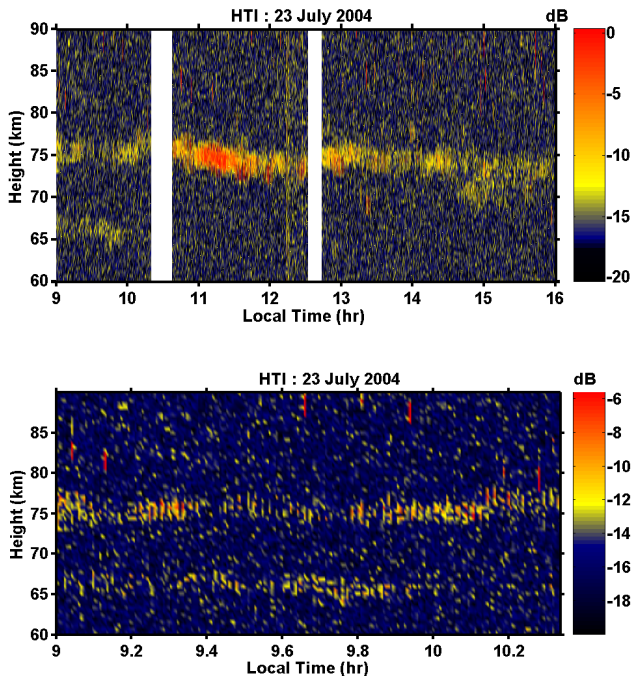 HTI : 23 July 2004
dB
90
85
80
75
70
65
60
Height (km)
9 10 11 12 13 14 15 16
Local Time (hr)
0
-5
-10
-15
-20
HTI : 23 July 2004
dB
85
80
75
70
65
60
Height (km)
9 9.2 9.4 9.6 9.8 10 10.2
Local Time (hr)
-6
-8
-10
-12
-14
-16
-18